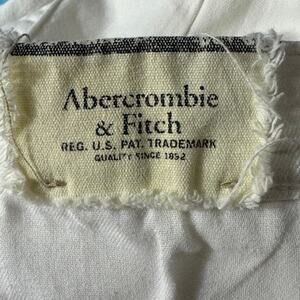 Abercrombie
& Fitch
REG. U.S. PAT. TRADEMARK
QUALITY SINCE 1892